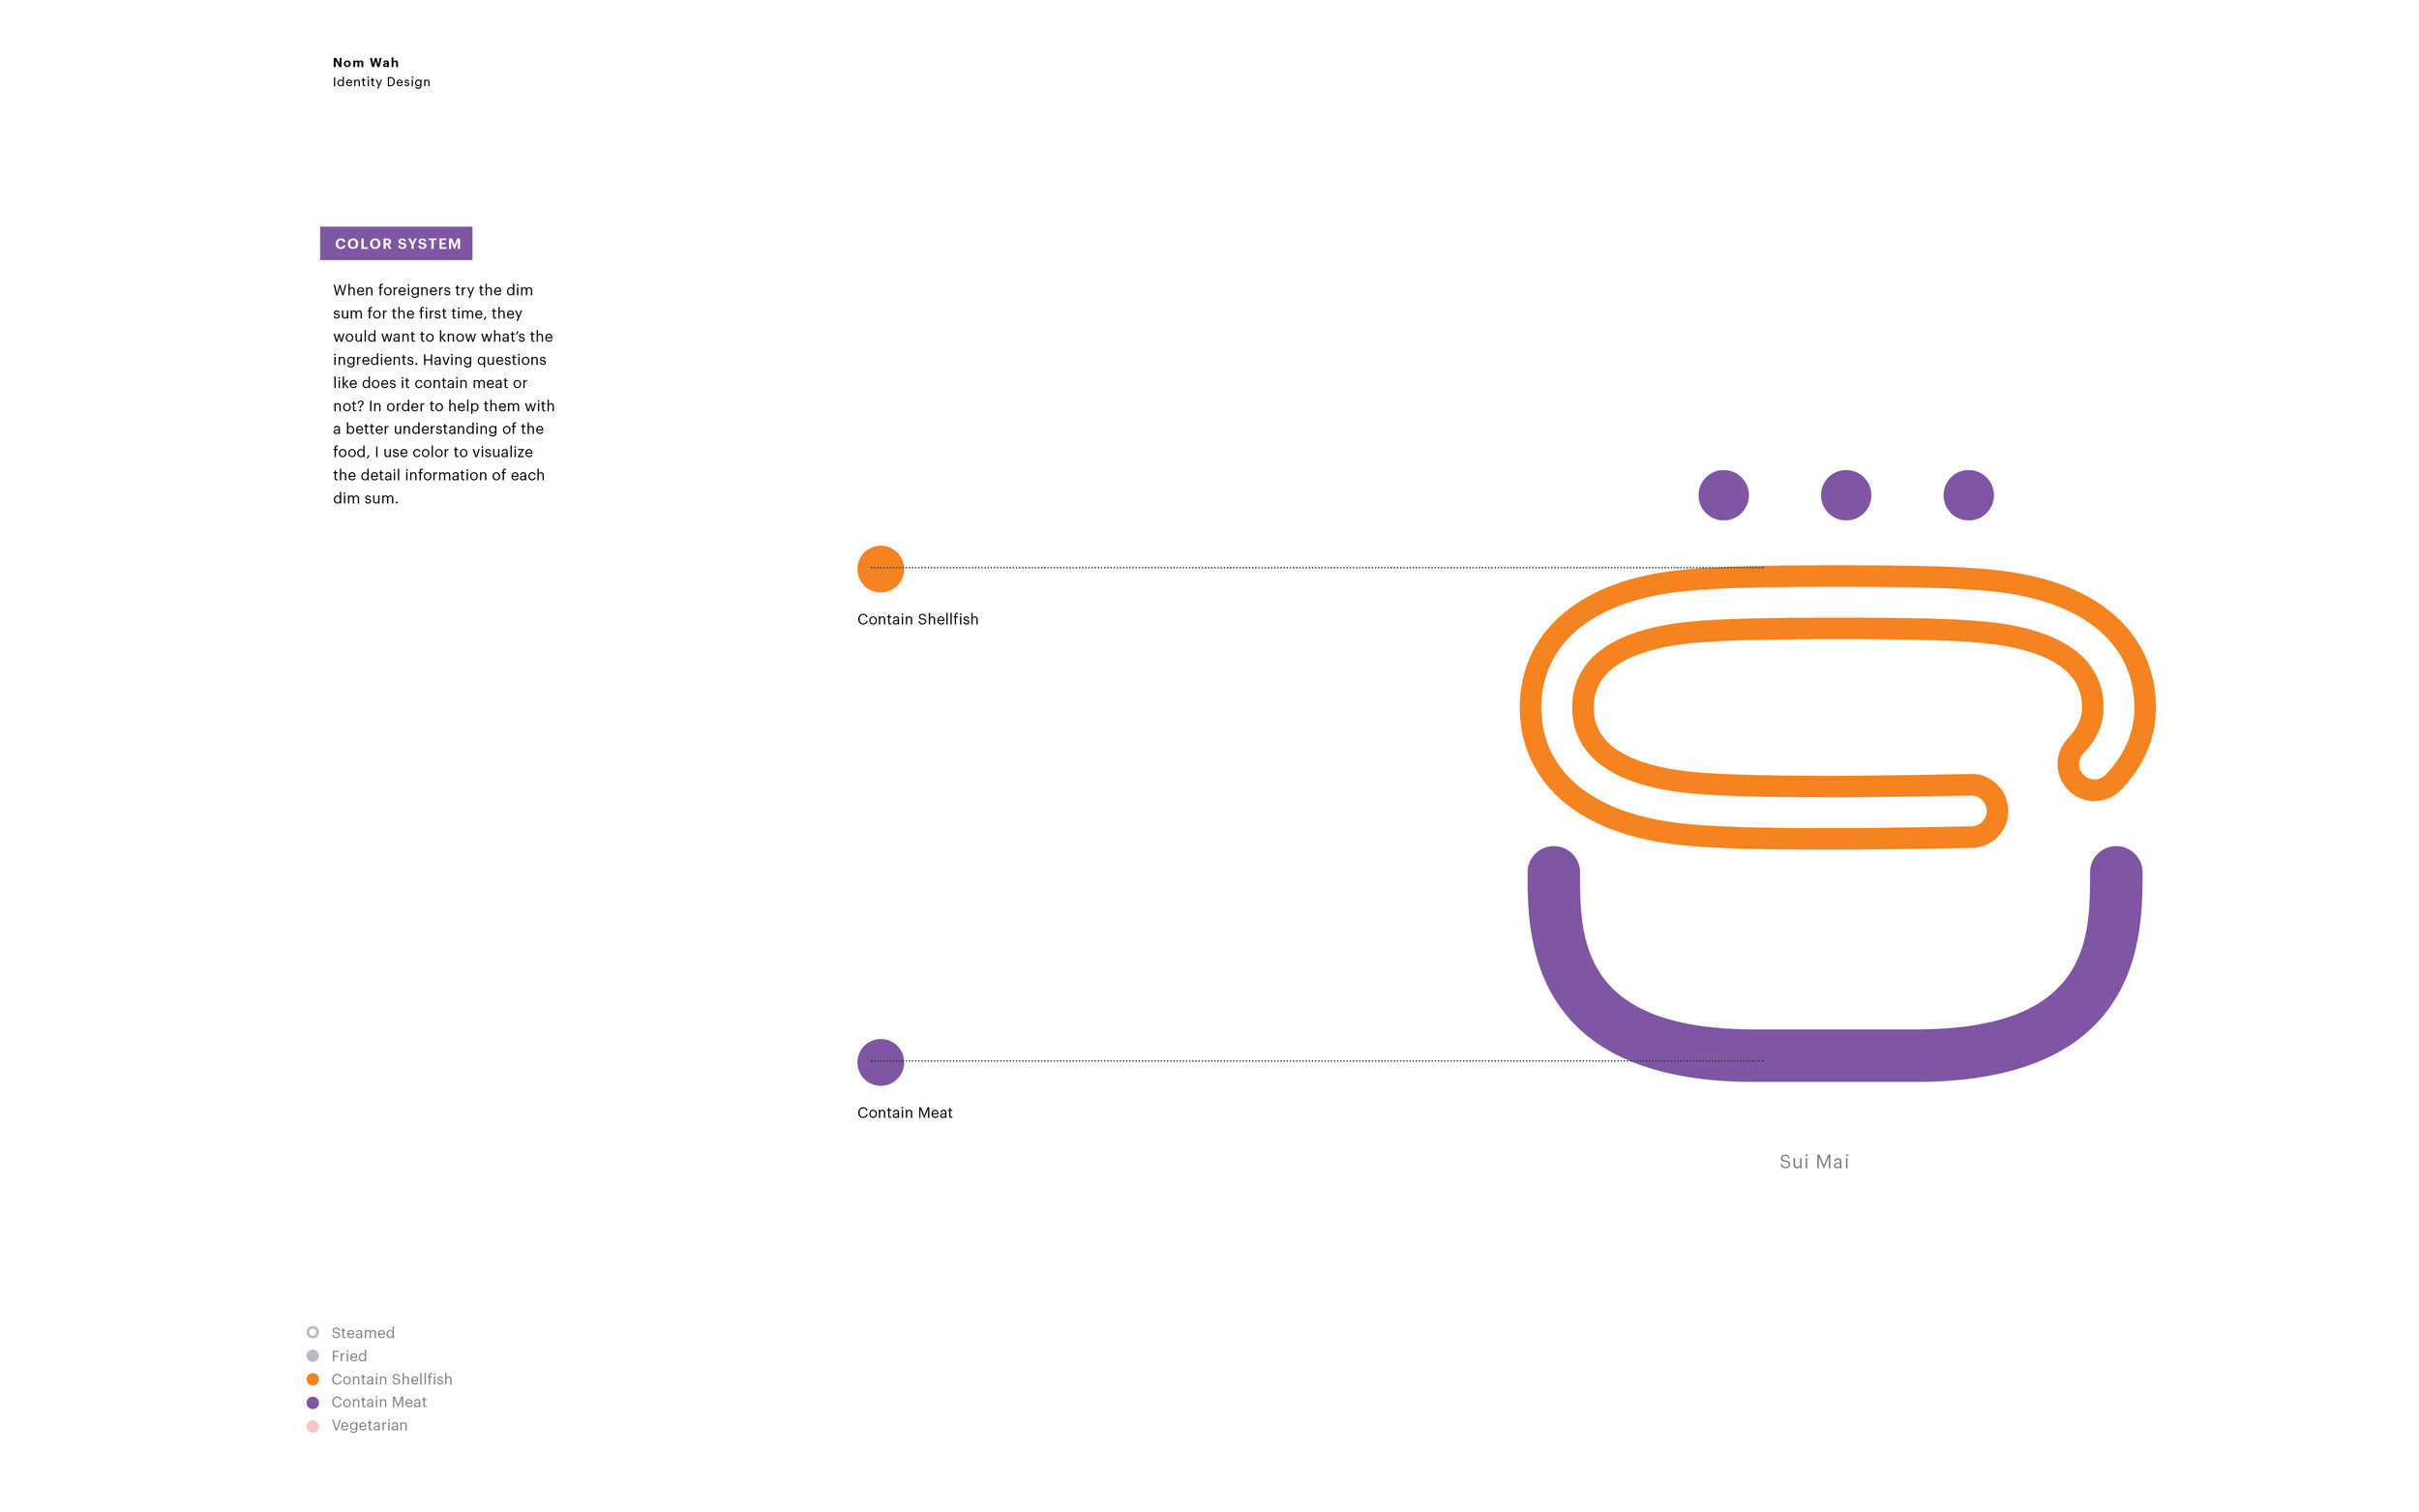 Nom Wah
Identity Design
COLOR SYSTEM
When foreigners try the dim
sum for the first time, they
would want to know what’s the
ingredients. Having questions
like does it contain meat or
not? In order to help them with
a better understanding of the
food, I use color to visualize
the detail information of each
dim sum.
Contain Shellfish
Contain Meat
Sui Mai
Steamed
Fried
Contain Shellfish
Contain Meat
Vegetarian